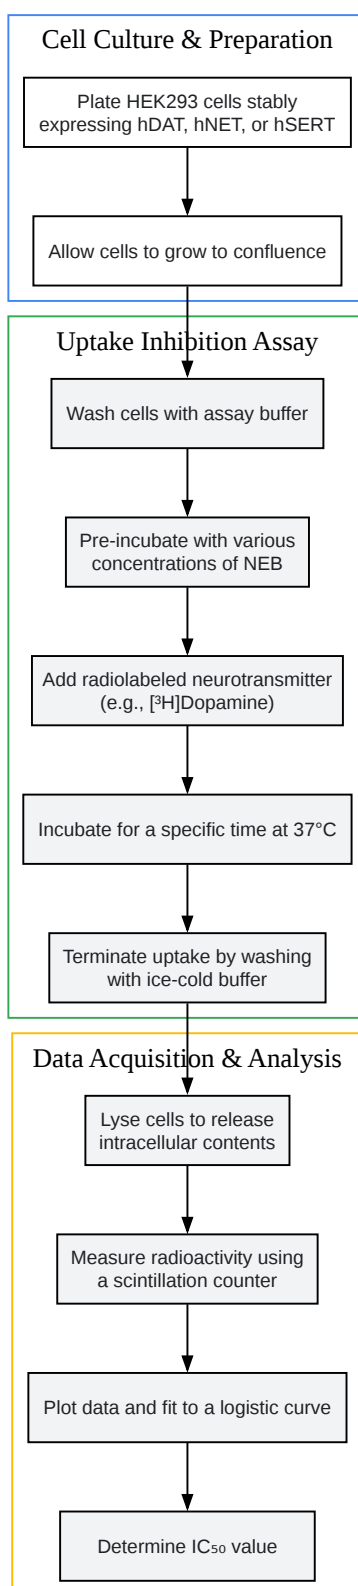 Cell Culture & Preparation
Plate HEK293 cells stably
expressing hDAT, hNET, or hSERT
Allow cells to grow to confluence
Uptake Inhibition Assay
Wash cells with assay buffer
Pre-incubate with various
concentrations of NEB
Add radiolabeled neurotransmitter
(e.g., [³H]Dopamine)
Incubate for a specific time at 37°C
Terminate uptake by washing
with ice-cold buffer
Data Acquisition & Analysis
Lyse cells to release
intracellular contents
Measure radioactivity using
a scintillation counter
Plot data and fit to a logistic curve
Determine IC₅₀ value